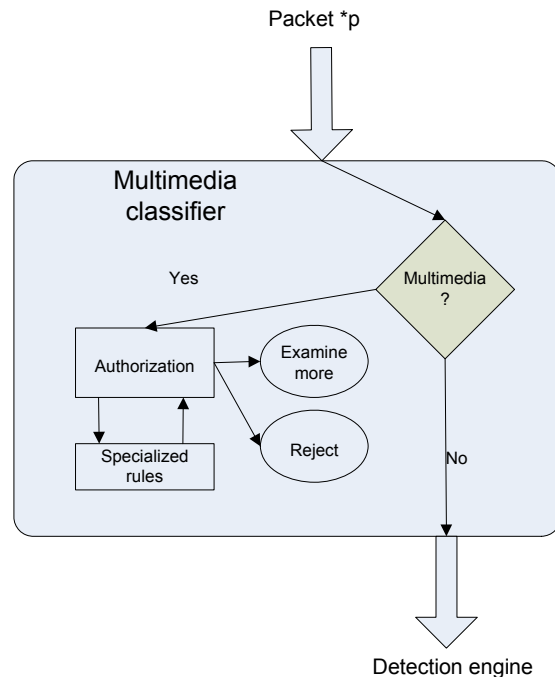 Packet *p
Multimedia
classifier
Multimedia
?
Yes
Authorization
Examine
more
Specialized
rules
Reject
No
Detection engine